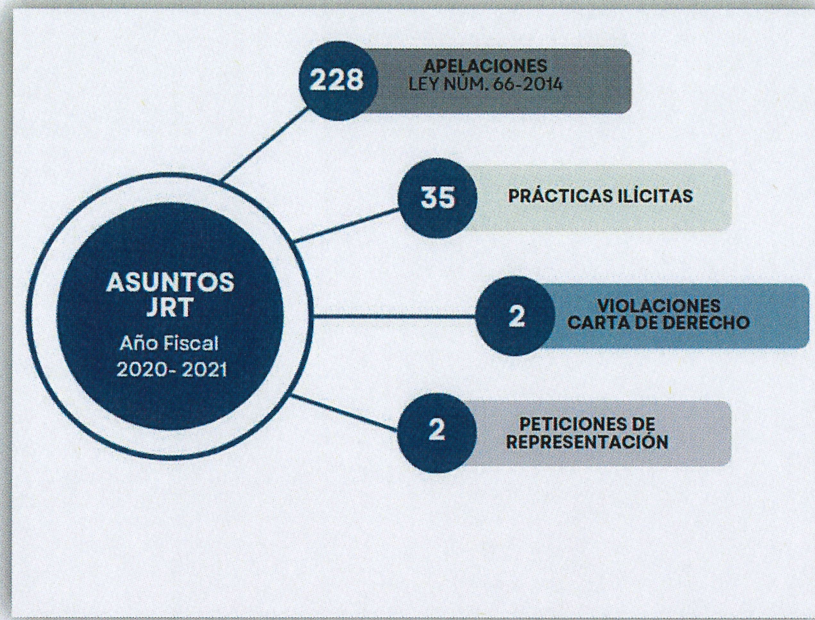 228
APELACIONES
LEY NÚM. 66-2014
35
PRÁCTICAS ILÍCITAS
ASUNTOS
JRT
Año Fiscal
2020- 2021
2
VIOLACIONES
CARTA DE DERECHO
2
PETICIONES DE
REPRESENTACIÓN